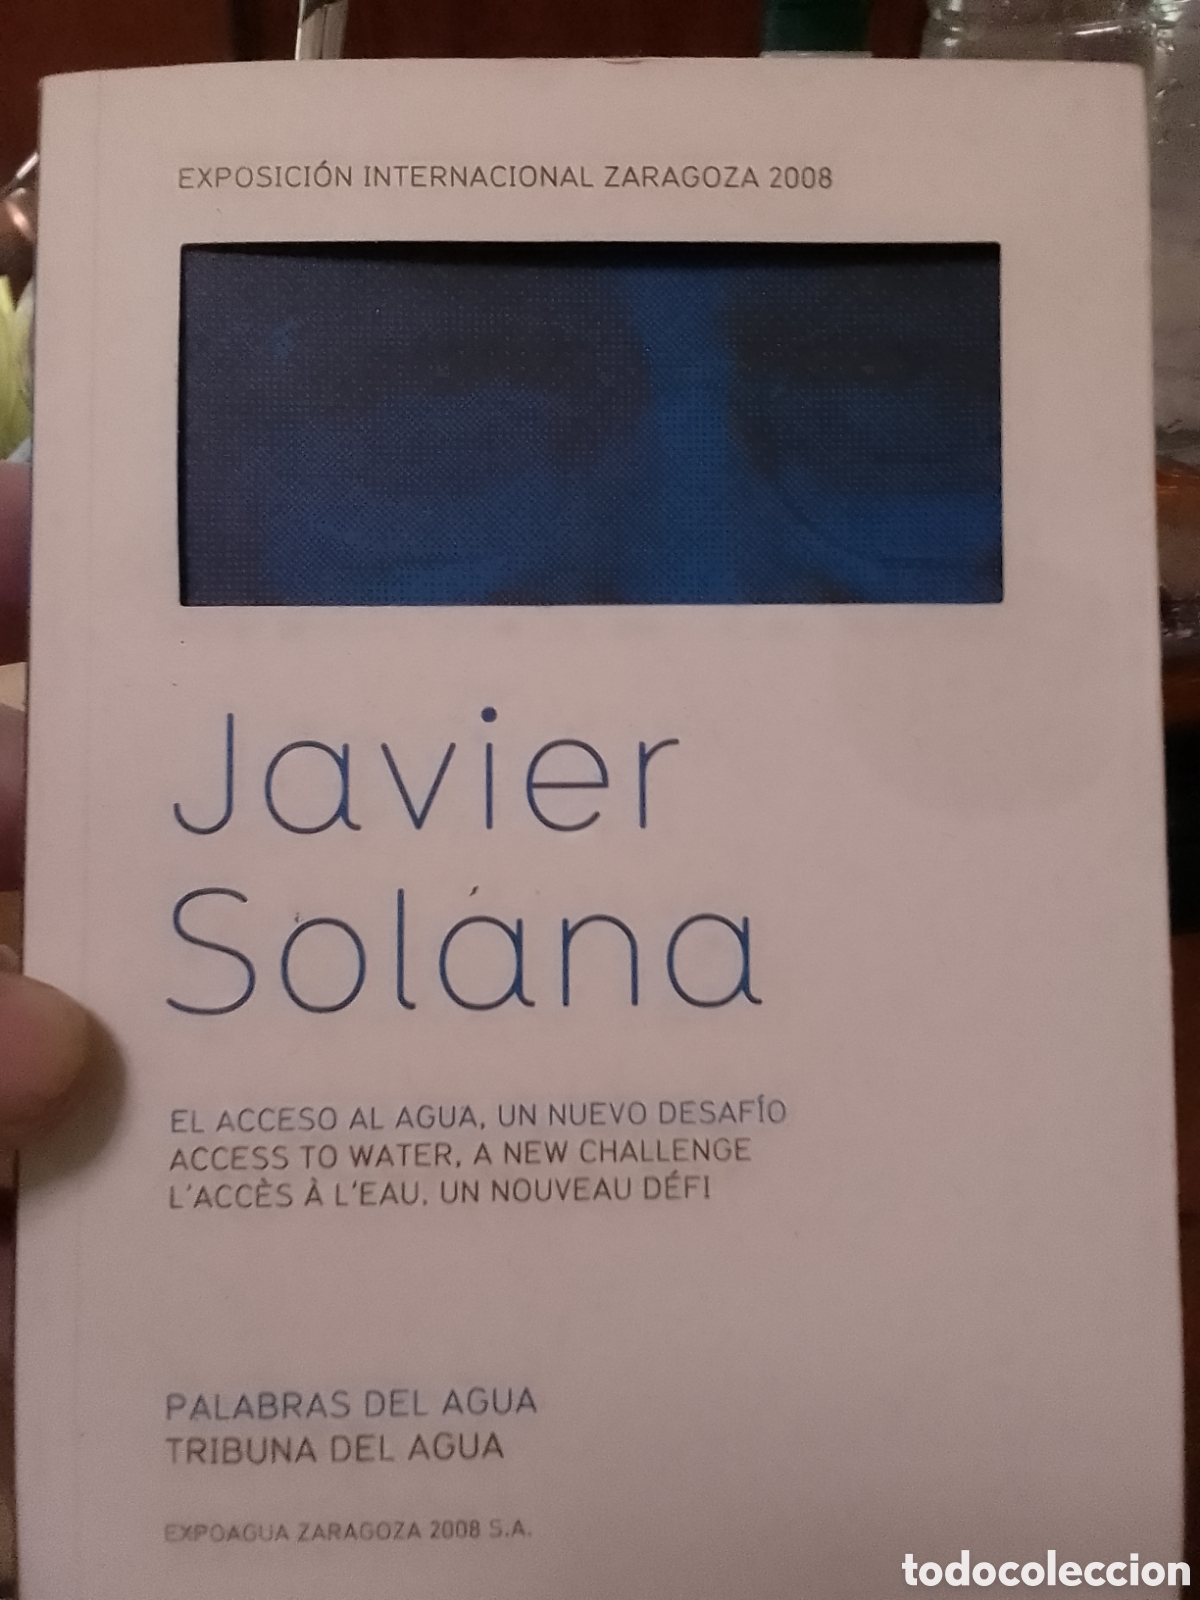 EXPOSICIÓN INTERNACIONAL ZARAGOZA 2008
Javier
Solana
EL ACCESO AL AGUA, UN NUEVO DESAFÍO
ACCESS TO WATER, A NEW CHALLENGE
L'ACCÈS À L'EAU, UN NOUVEAU DÉFI
PALABRAS DEL AGUA
TRIBUNA DEL AGUA
EXPOAGUA ZARAGOZA 2008 S.A.
todocoleccion